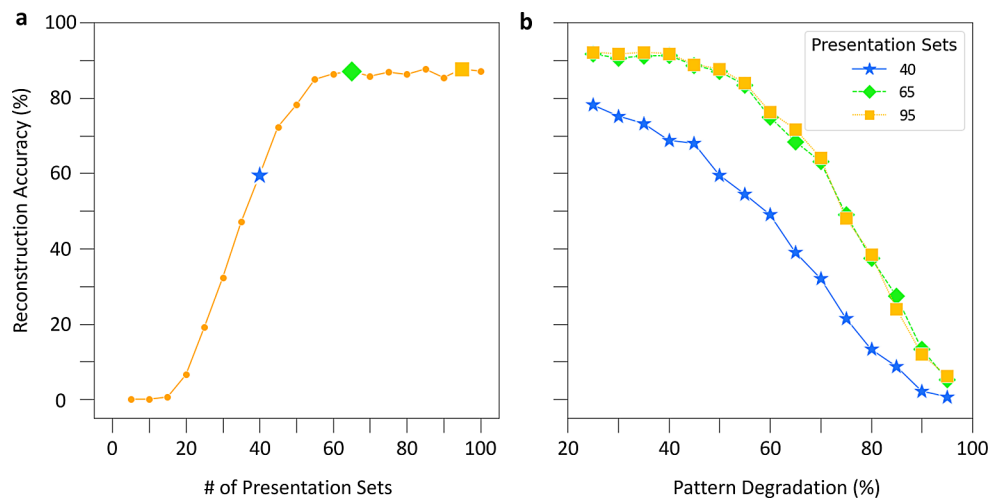 a
100
80
60
40
20
0
Reconstruction Accuracy (%)
0 20 40 60 80 100
# of Presentation Sets
b
Presentation Sets
40
65
95
20 40 60 80 100
Pattern Degradation (%)